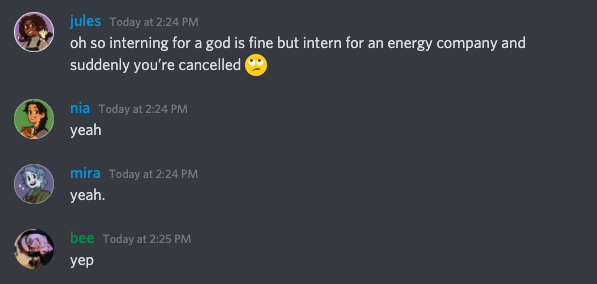 jules Today at 2:24 PM
oh so interning for a god is fine but intern for an energy company and
suddenly you're cancelled 🙄
nia Today at 2:24 PM
yeah
mira Today at 2:24 PM
yeah.
bee Today at 2:25 PM
yep